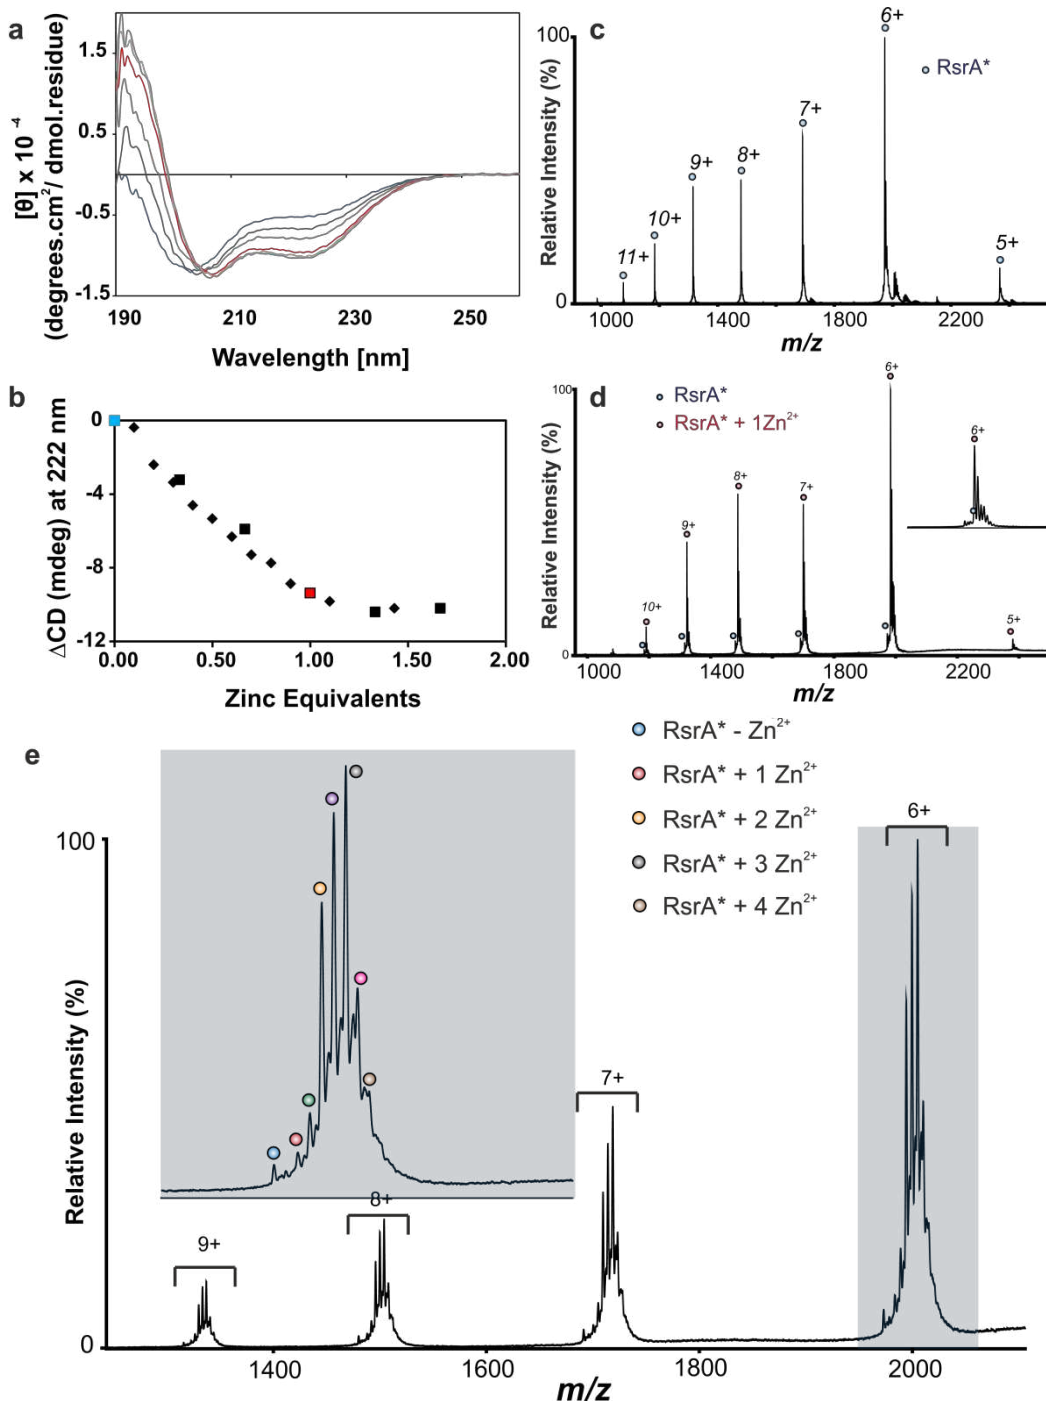 a
1.5
0.5
-0.5
-1.5
[θ] x 10⁻⁴
(degrees.cm²/ dmol.residue)
190
210
230
250
Wavelength [nm]
b
0
-4
-8
-12
ΔCD (mdeg) at 222 nm
0.00
0.50
1.00
1.50
2.00
Zinc Equivalents
c
100
0
Relative Intensity (%)
11+
10+
9+
8+
7+
6+
5+
RsrA*
1000
1400
1800
2200
m/z
d
100
0
Relative Intensity (%)
RsrA*
RsrA* + 1Zn²⁺
10+
9+
8+
7+
6+
5+
6+
1000
1400
1800
2200
m/z
e
RsrA* - Zn²⁺
RsrA* + 1 Zn²⁺
RsrA* + 2 Zn²⁺
RsrA* + 3 Zn²⁺
RsrA* + 4 Zn²⁺
100
0
Relative Intensity (%)
9+
8+
7+
6+
1400
1600
1800
2000
m/z